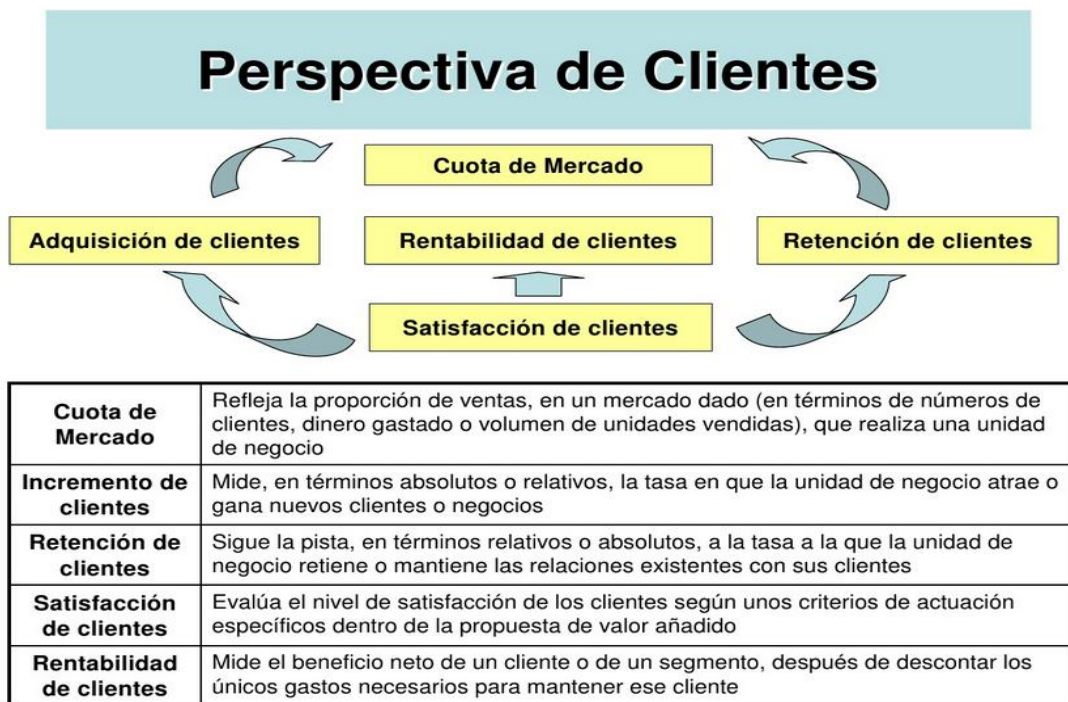 Perspectiva de Clientes
Cuota de Mercado
Adquisición de clientes
Rentabilidad de clientes
Retención de clientes
Satisfacción de clientes
Cuota de
Mercado
Refleja la proporción de ventas, en un mercado dado (en términos de números de
clientes, dinero gastado o volumen de unidades vendidas), que realiza una unidad
de negocio
Incremento de
clientes
Mide, en términos absolutos o relativos, la tasa en que la unidad de negocio atrae o
gana nuevos clientes o negocios
Retención de
clientes
Sigue la pista, en términos relativos o absolutos, a la tasa a la que la unidad de
negocio retiene o mantiene las relaciones existentes con sus clientes
Satisfacción
de clientes
Evalúa el nivel de satisfacción de los clientes según unos criterios de actuación
específicos dentro de la propuesta de valor añadido
Rentabilidad
de clientes
Mide el beneficio neto de un cliente o de un segmento, después de descontar los
únicos gastos necesarios para mantener ese cliente